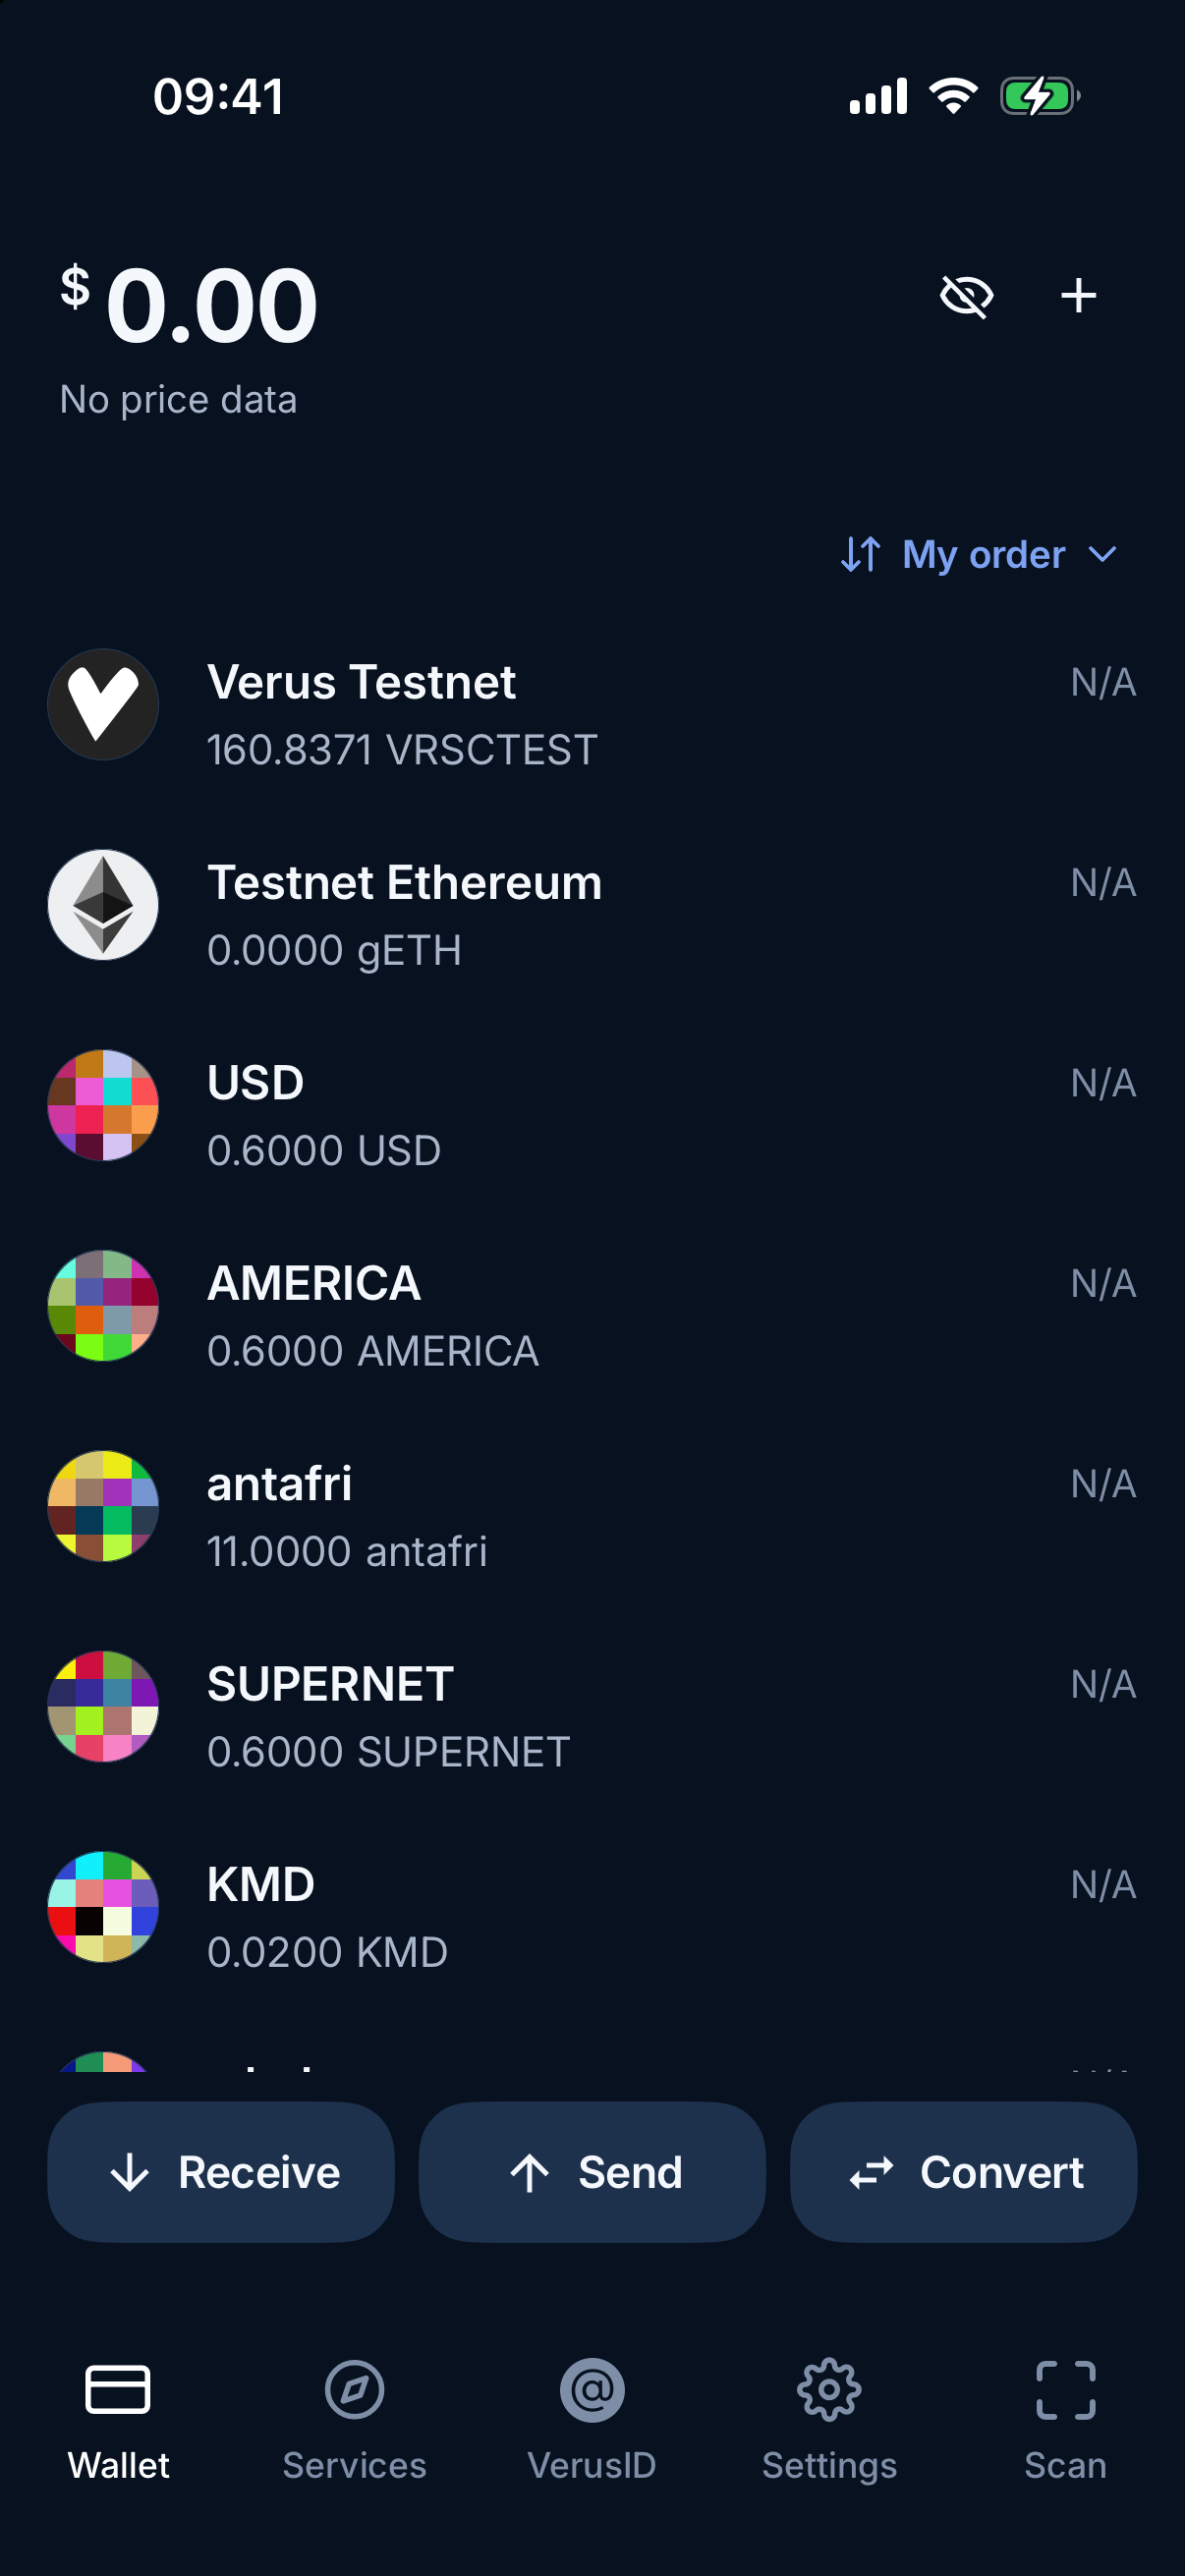 09:41
$ 0.00
No price data
My order
Verus Testnet
N/A
160.8371 VRSCTEST
Testnet Ethereum
N/A
0.0000 gETH
USD
N/A
0.6000 USD
AMERICA
N/A
0.6000 AMERICA
antafri
N/A
11.0000 antafri
SUPERNET
N/A
0.6000 SUPERNET
KMD
N/A
0.0200 KMD
Receive
Send
Convert
Wallet
Services
VerusID
Settings
Scan